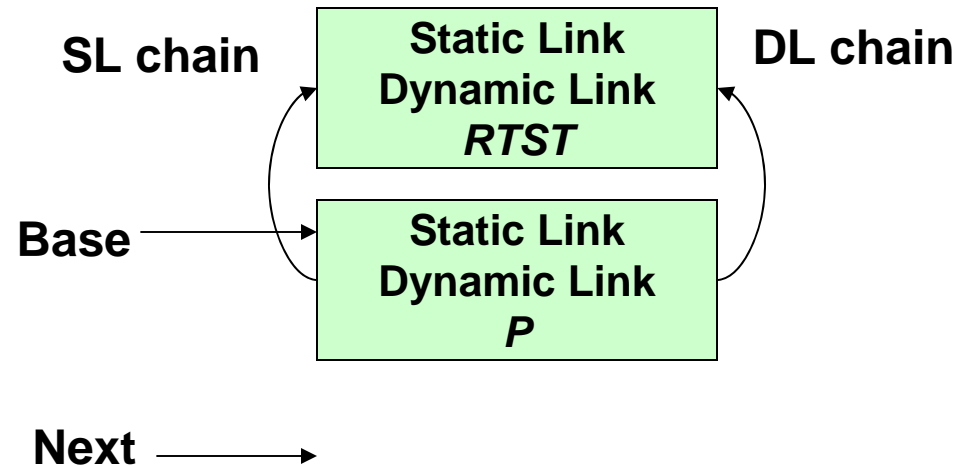 SL chain
Static Link
Dynamic Link
RTST
DL chain
Base
Static Link
Dynamic Link
P
Next